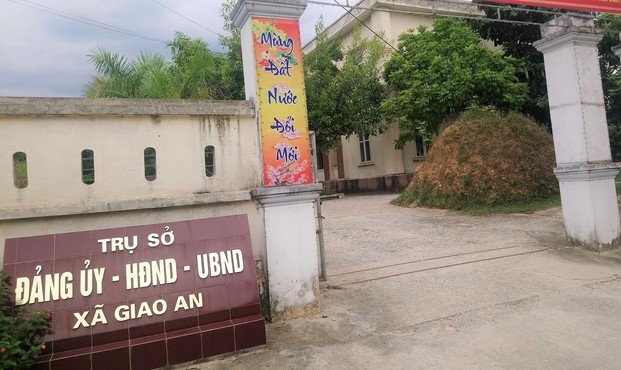 Mừng
Đất
Nước
Đổi
Mới
TRỤ SỞ
ĐẢNG ỦY - HĐND - UBND
XÃ GIAO AN